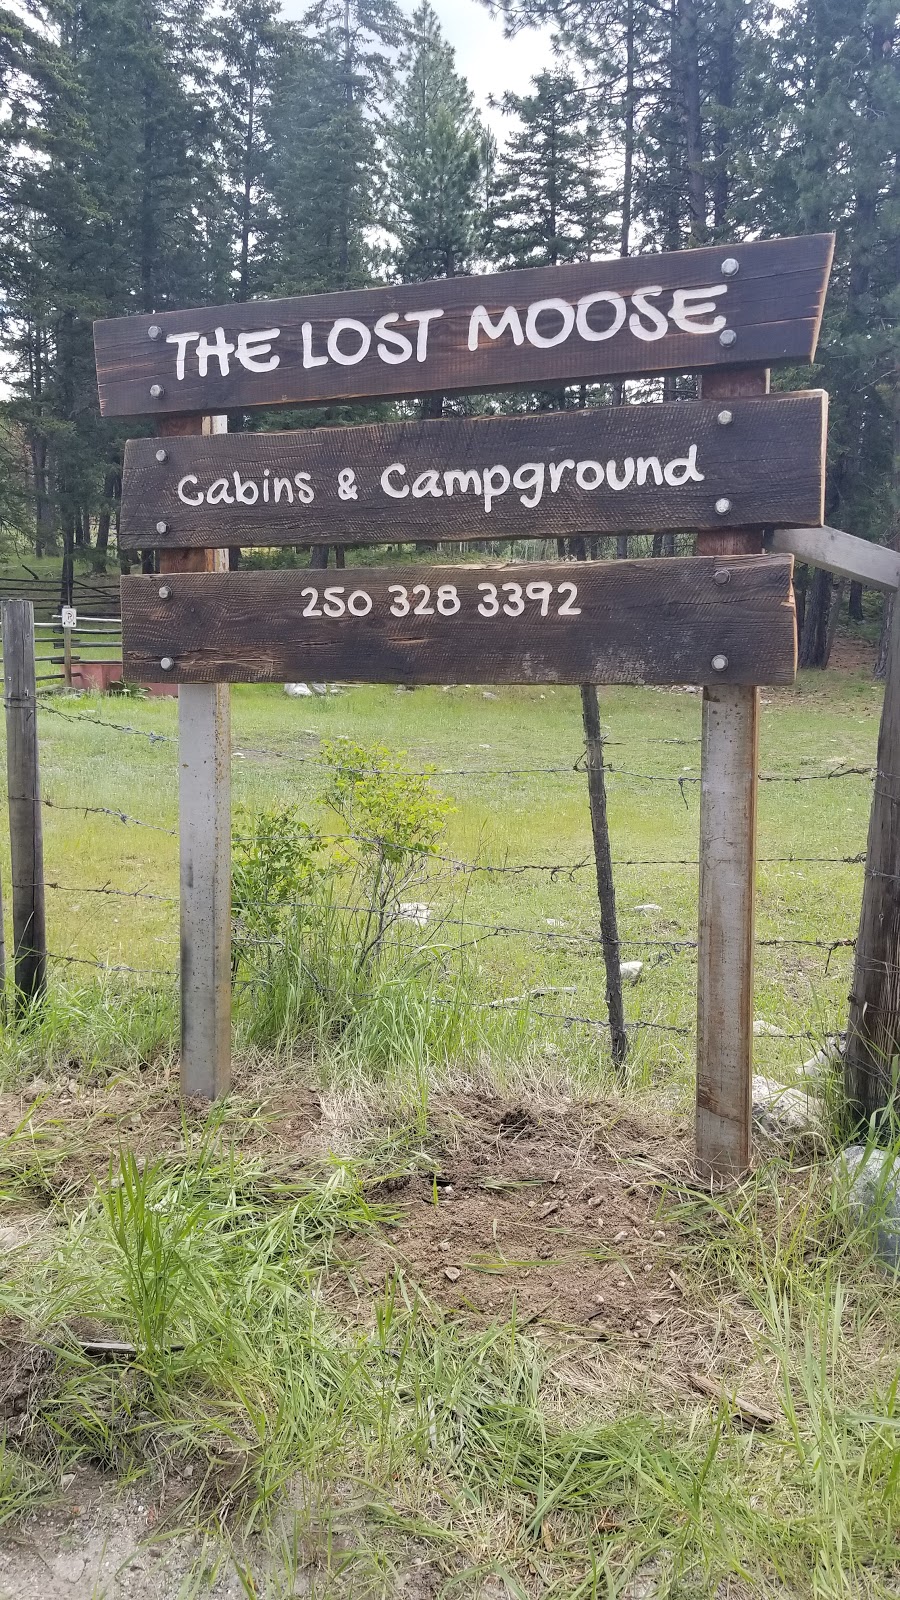 THE LOST MOOSE
Cabins & Campground
250 328 3392